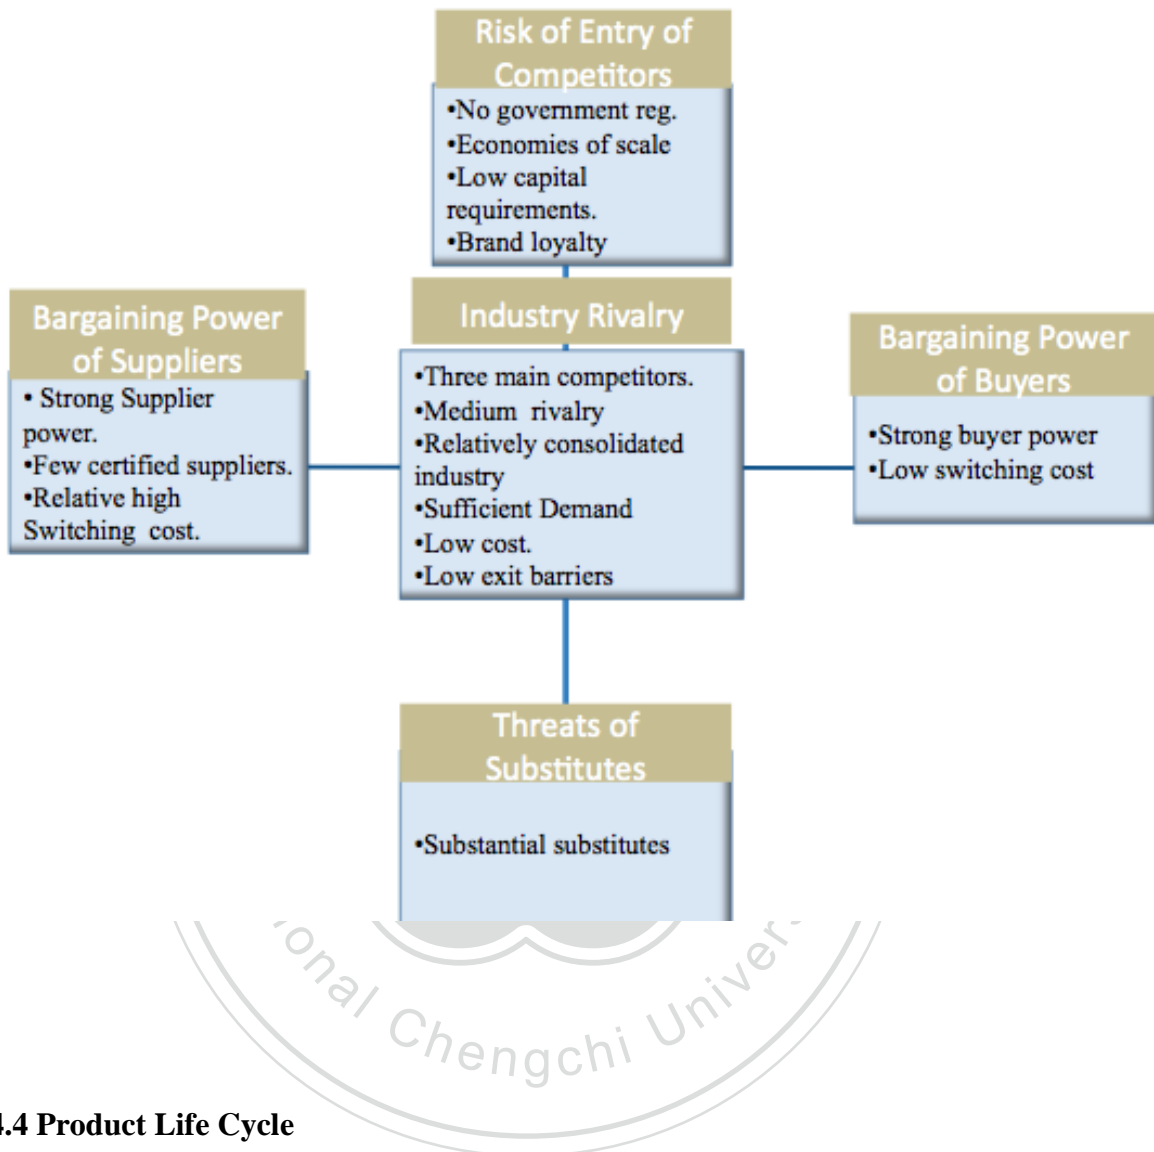 Risk of Entry of
Competitors
•No government reg.
•Economies of scale
•Low capital
requirements.
•Brand loyalty
Bargaining Power
of Suppliers
• Strong Supplier
power.
•Few certified suppliers.
•Relative high
Switching cost.
Industry Rivalry
•Three main competitors.
•Medium rivalry
•Relatively consolidated
industry
•Sufficient Demand
•Low cost.
•Low exit barriers
Bargaining Power
of Buyers
•Strong buyer power
•Low switching cost
Threats of
Substitutes
•Substantial substitutes
Chengchi
4.4 Product Life Cycle